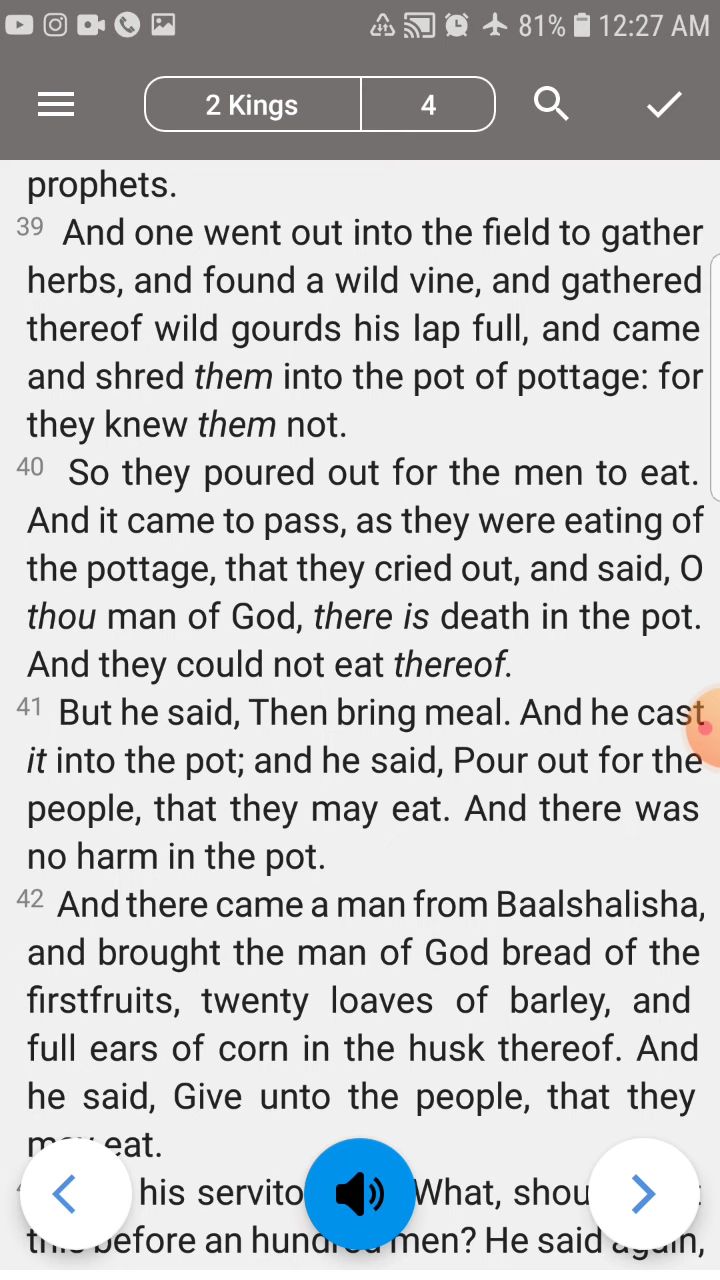 81% 12:27 AM
2 Kings 4
prophets.
39 And one went out into the field to gather
herbs, and found a wild vine, and gathered
thereof wild gourds his lap full, and came
and shred them into the pot of pottage: for
they knew them not.
40 So they poured out for the men to eat.
And it came to pass, as they were eating of
the pottage, that they cried out, and said, O
thou man of God, there is death in the pot.
And they could not eat thereof.
41 But he said, Then bring meal. And he cast
it into the pot; and he said, Pour out for the
people, that they may eat. And there was
no harm in the pot.
42 And there came a man from Baalshalisha,
and brought the man of God bread of the
firstfruits, twenty loaves of barley, and
full ears of corn in the husk thereof. And
he said, Give unto the people, that they
may eat.
his What,
before an hundred men? He said again,